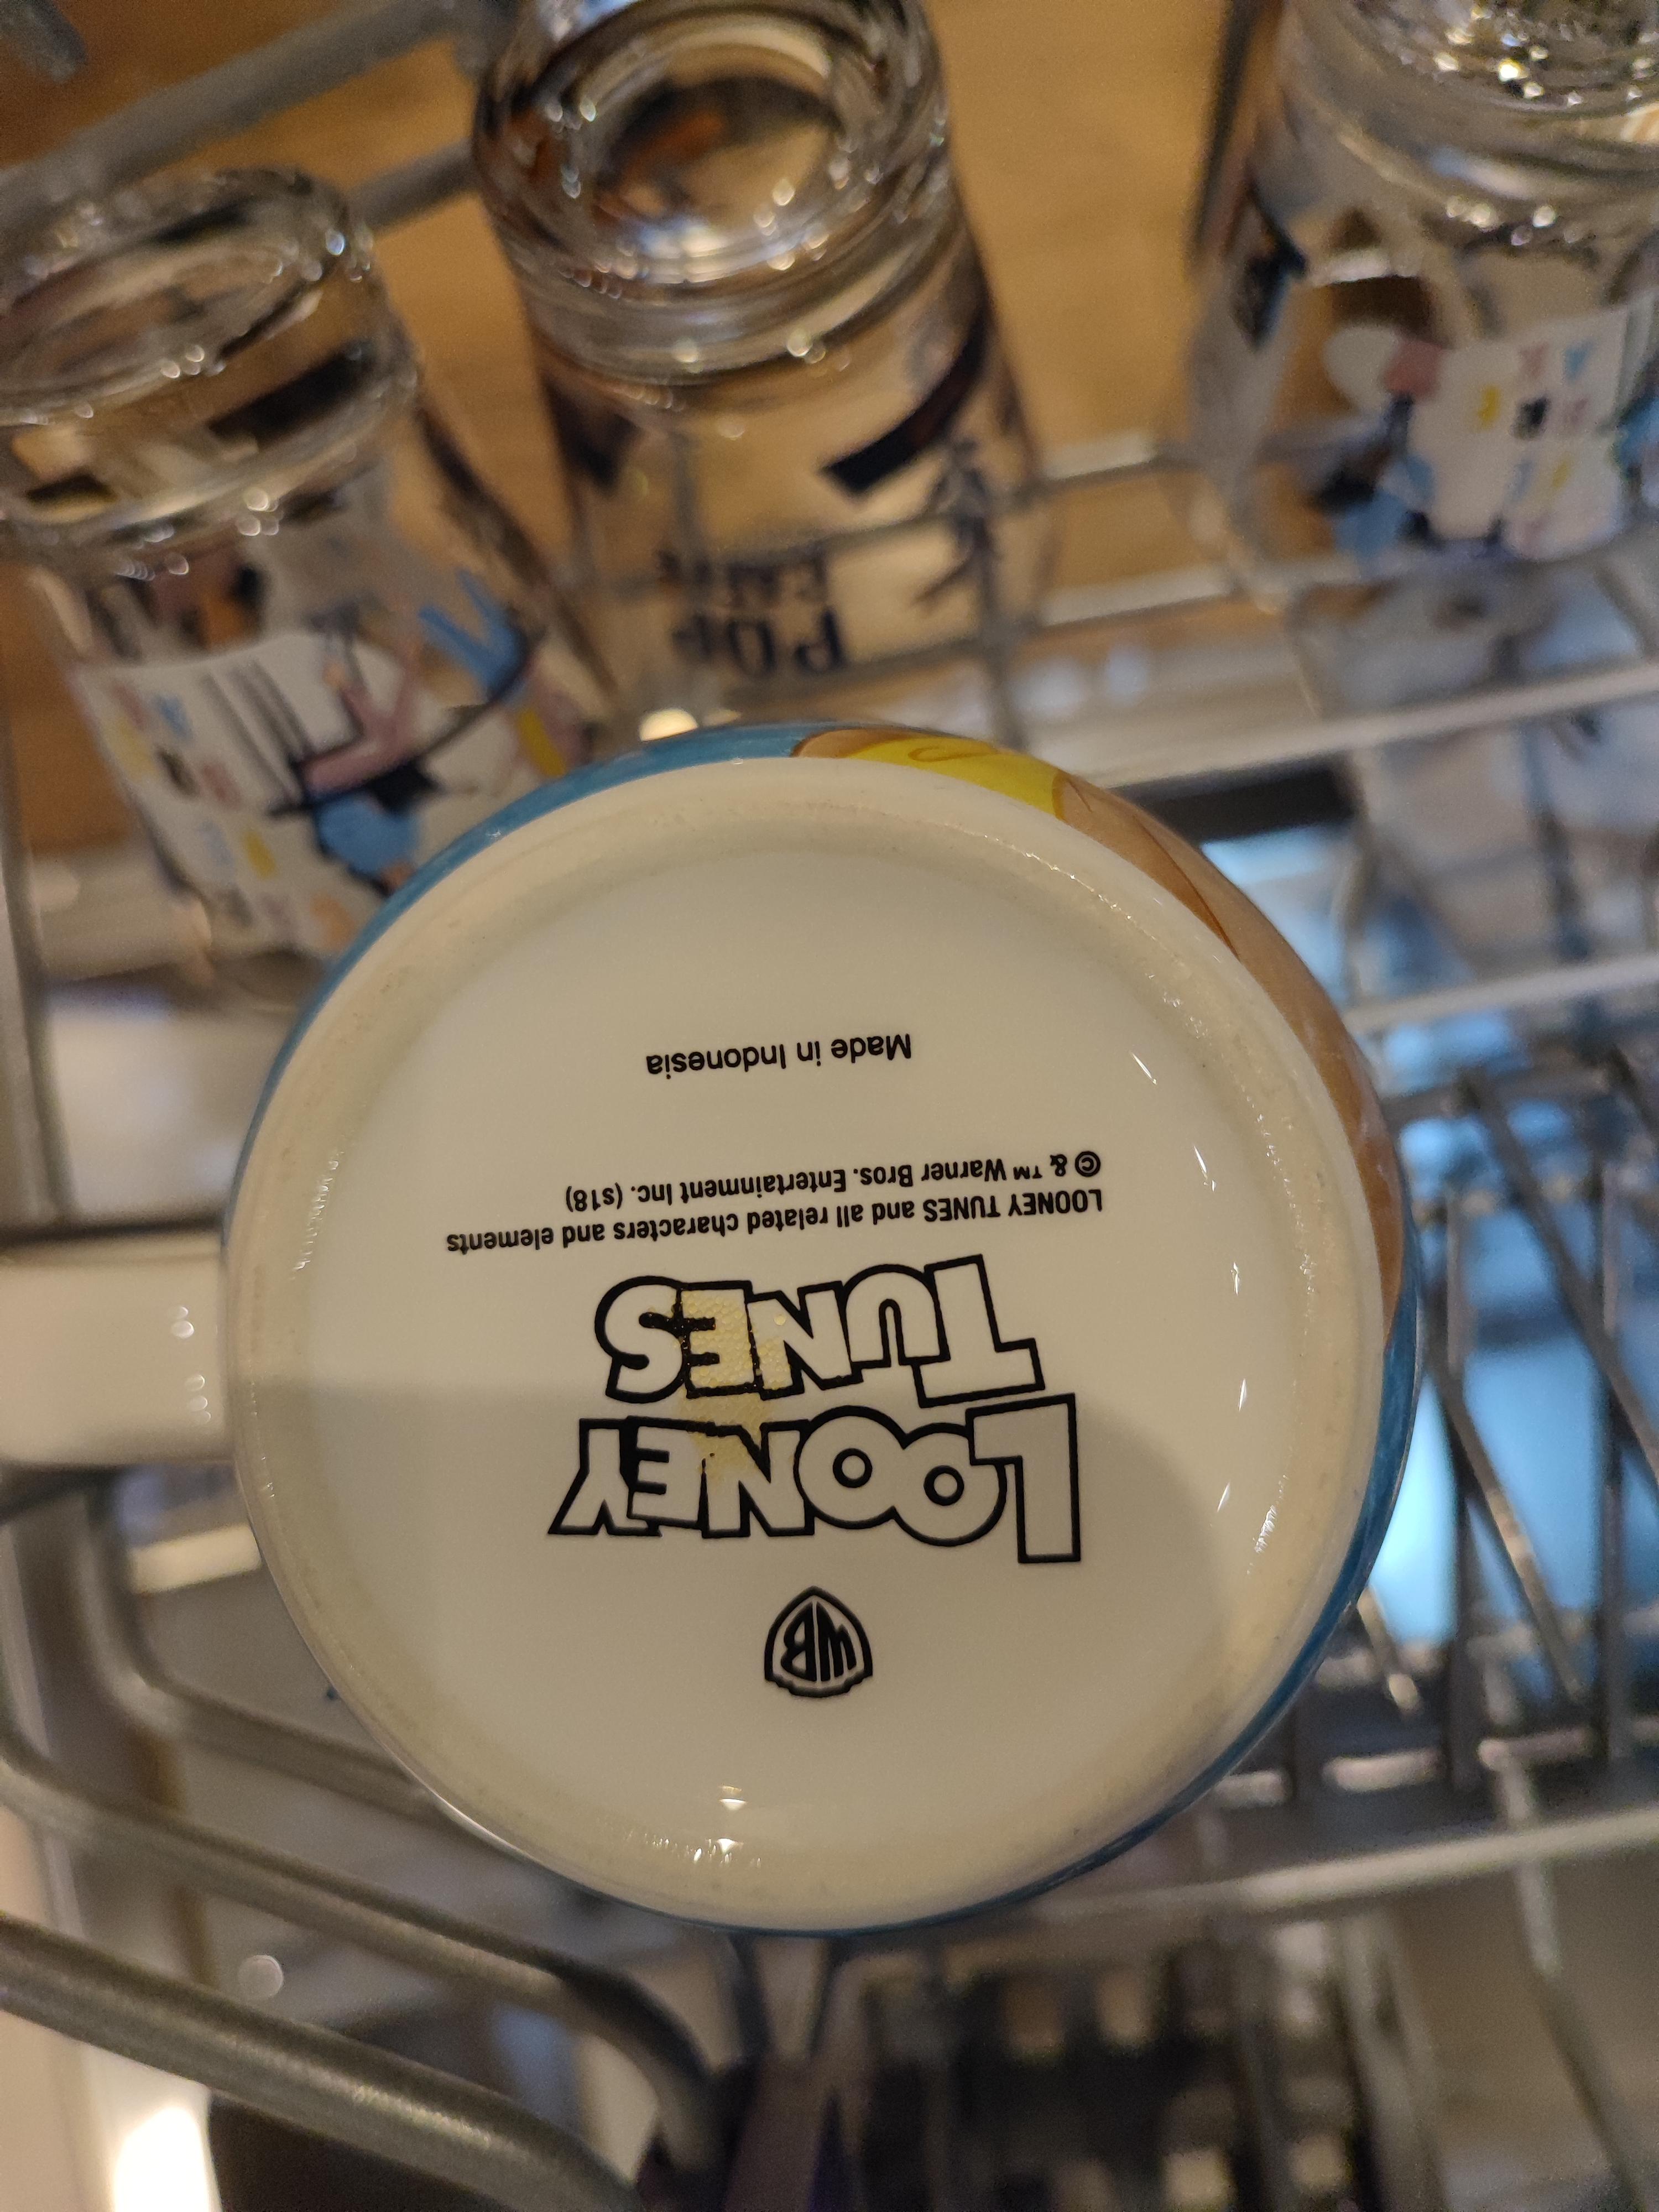 WB
LOONEY
TUNES
LOONEY TUNES and all related characters and elements
© & ™ Warner Bros. Entertainment Inc. (s18)
Made in Indonesia